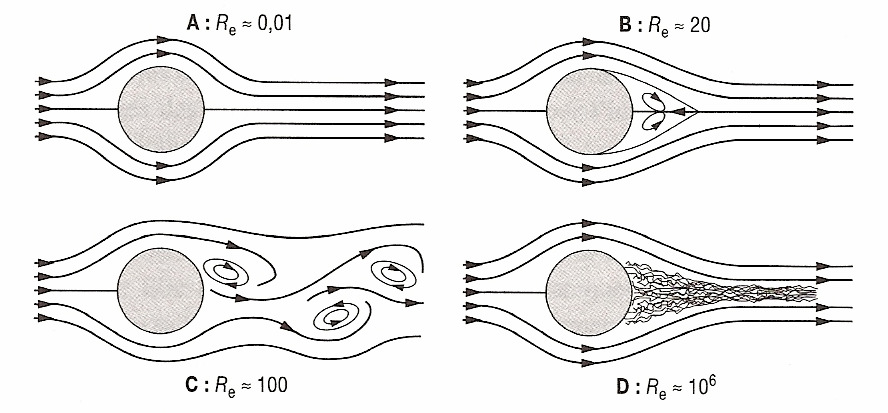 A : Re ≈ 0,01
B : Re ≈ 20
C : Re ≈ 100
D : Re ≈ 10⁶